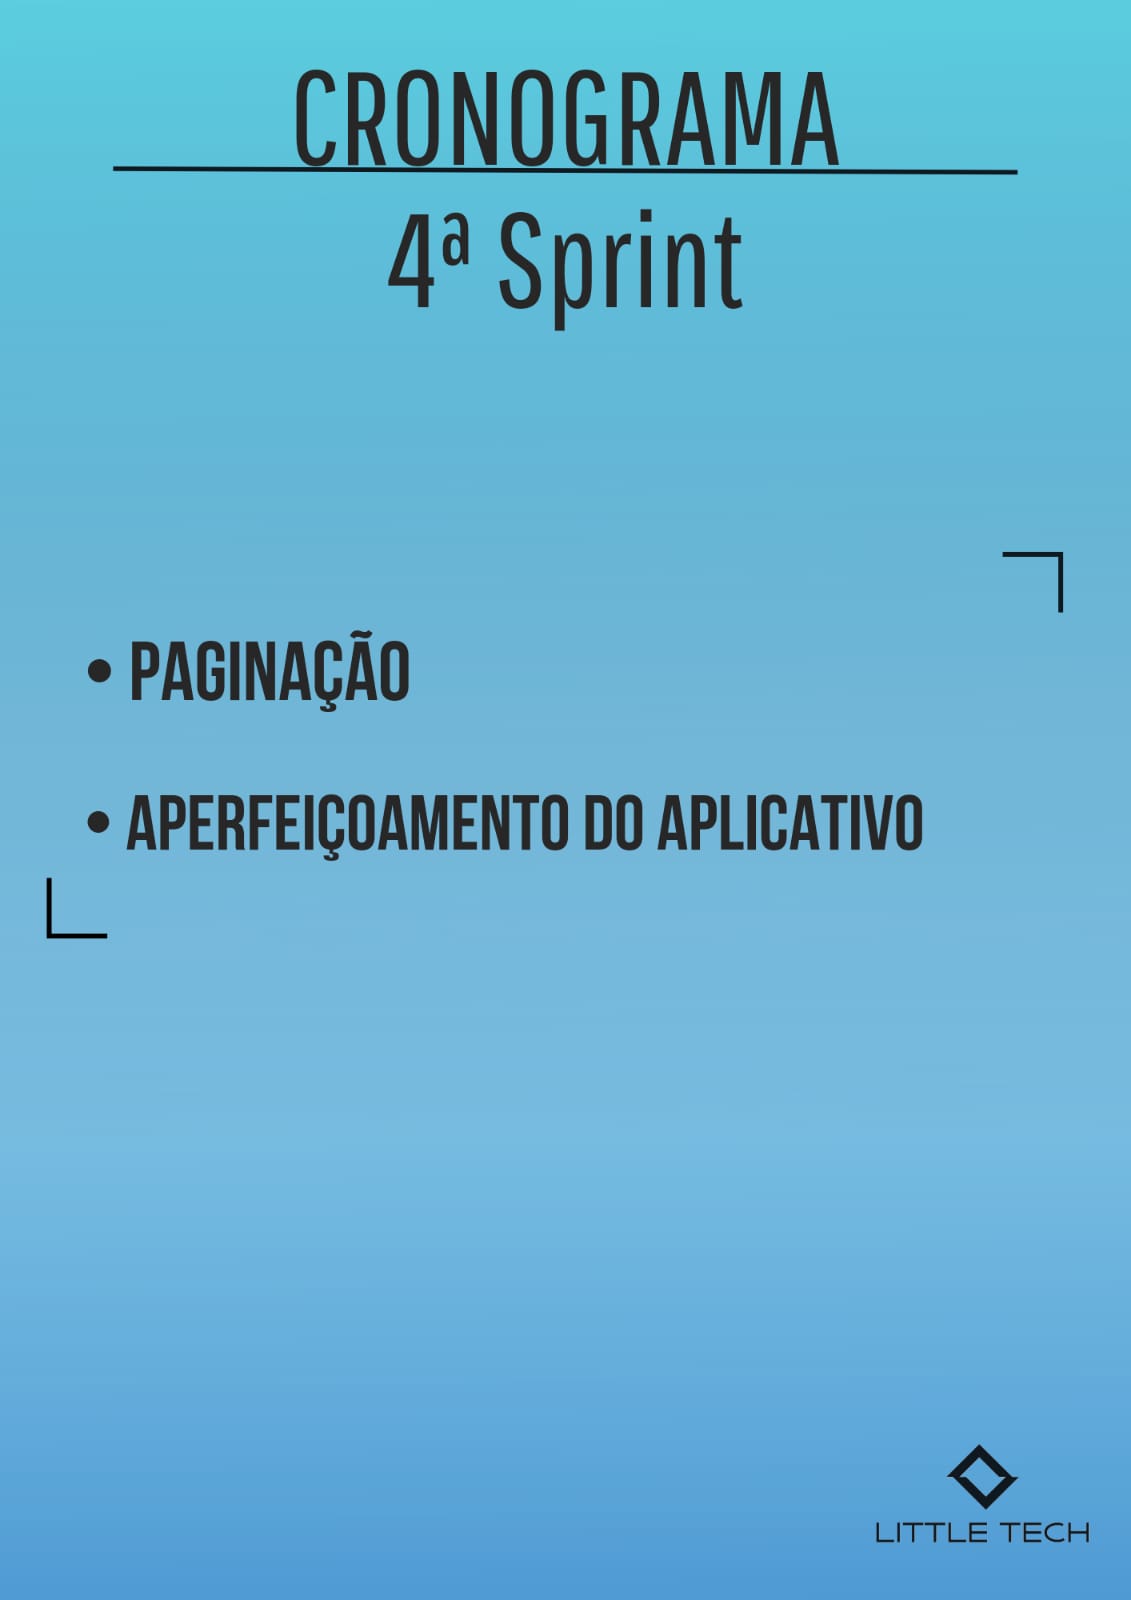 CRONOGRAMA
4ª Sprint
• PAGINAÇÃO
• APERFEIÇOAMENTO DO APLICATIVO
LITTLE TECH